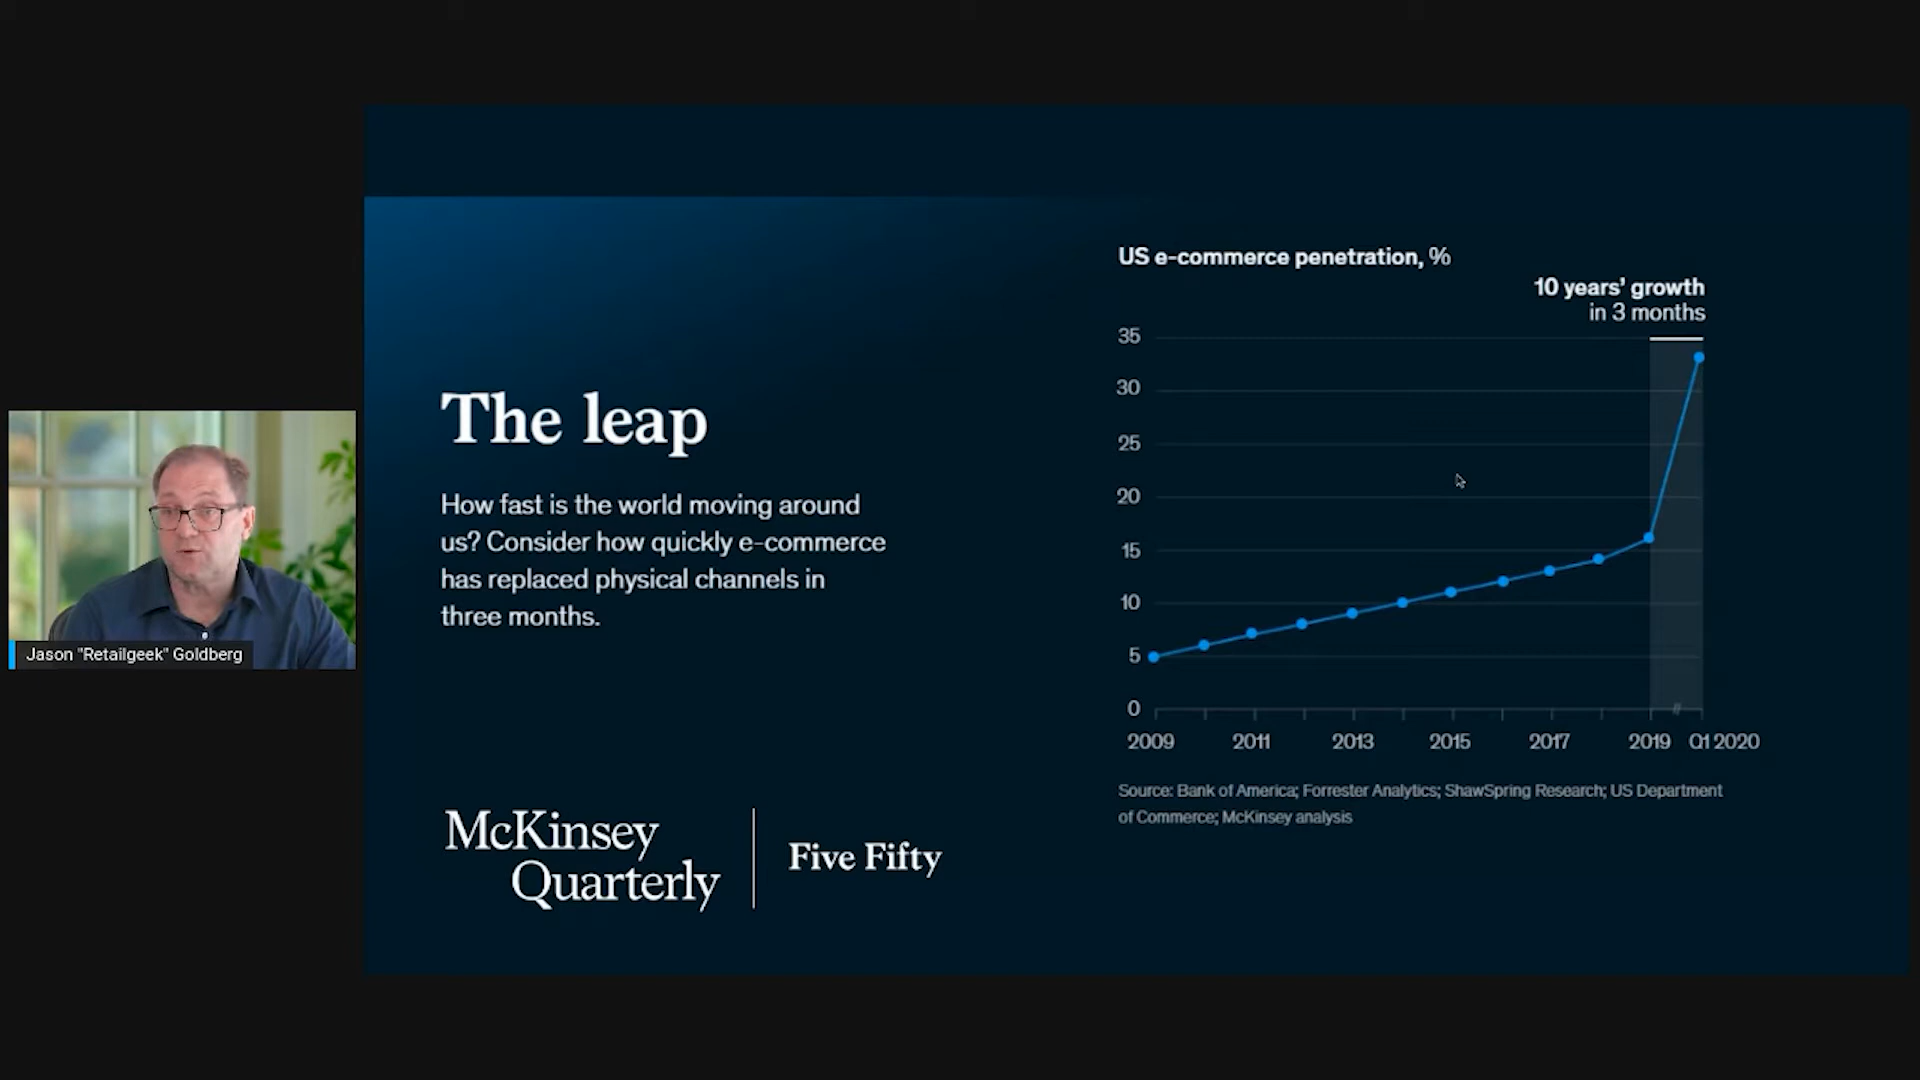 US e-commerce penetration, %
10 years’ growth
in 3 months
35
30
25
20
15
10
5
0
2009 2011 2013 2015 2017 2019 Q1 2020
Source: Bank of America; Forrester Analytics; ShawSpring Research; US Department
of Commerce; McKinsey analysis
The leap
How fast is the world moving around
us? Consider how quickly e-commerce
has replaced physical channels in
three months.
McKinsey
Quarterly
Five Fifty
Jason "Retailgeek" Goldberg